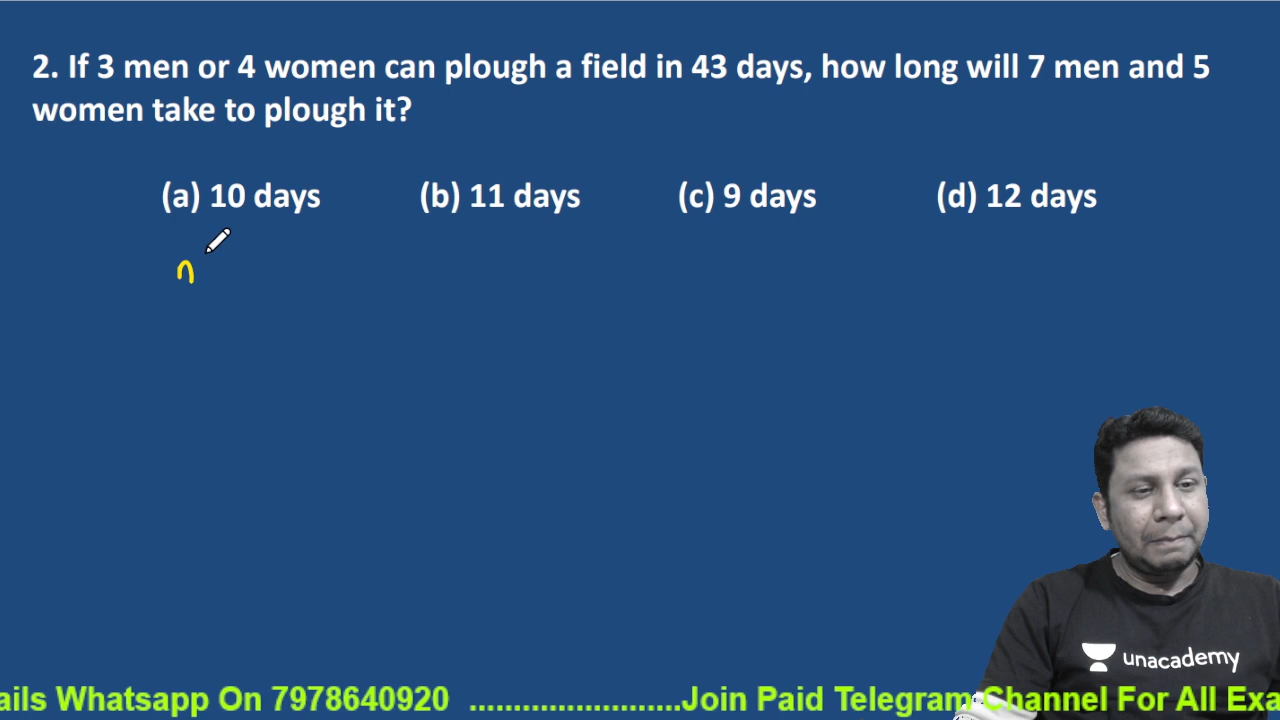 2. If 3 men or 4 women can plough a field in 43 days, how long will 7 men and 5
women take to plough it?
(a) 10 days (b) 11 days (c) 9 days (d) 12 days
unacademy
ails Whatsapp On 7978640920 .......................Join Paid Telegram Channel For All Exa